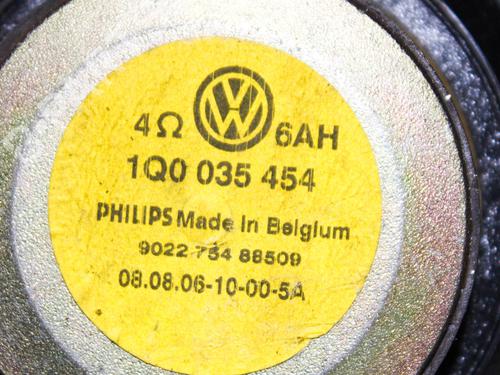 4Ω 6AH
1Q0 035 454
PHILIPS Made in Belgium
9022 754 88509
08.08.06-10-00-5A